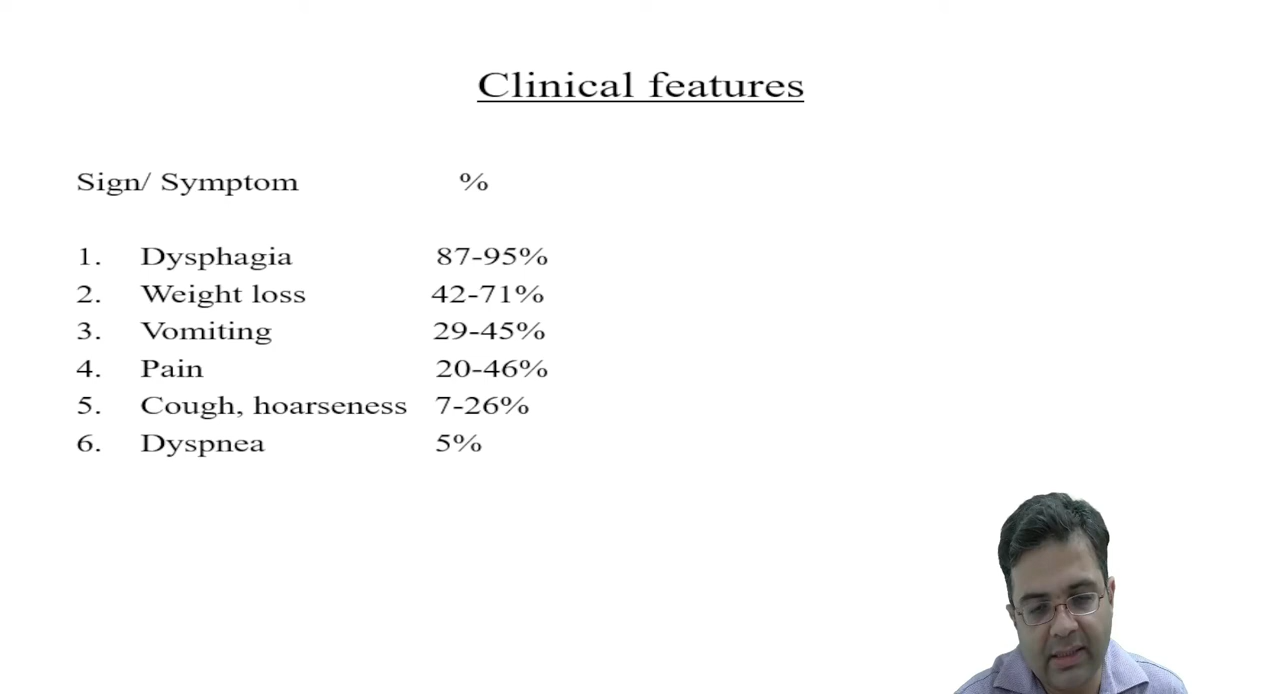 Clinical features
Sign/ Symptom %
1. Dysphagia 87-95%
2. Weight loss 42-71%
3. Vomiting 29-45%
4. Pain 20-46%
5. Cough, hoarseness 7-26%
6. Dyspnea 5%